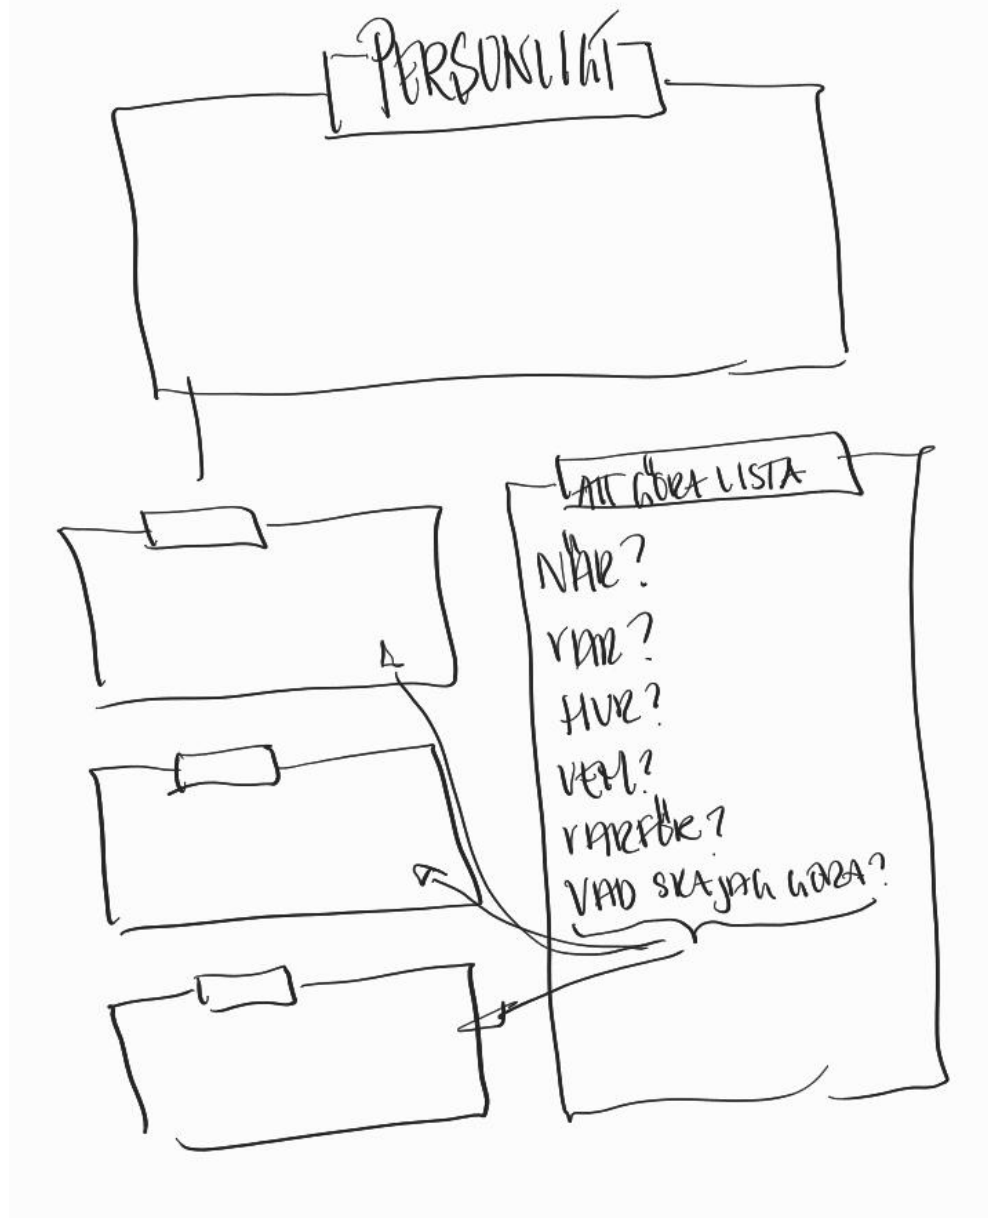 PERSONLIGT
ATT GÖRA LISTA
NÄR?
VAR?
HUR?
VEM?
VARFÖR?
VAD SKA JAG GÖRA?